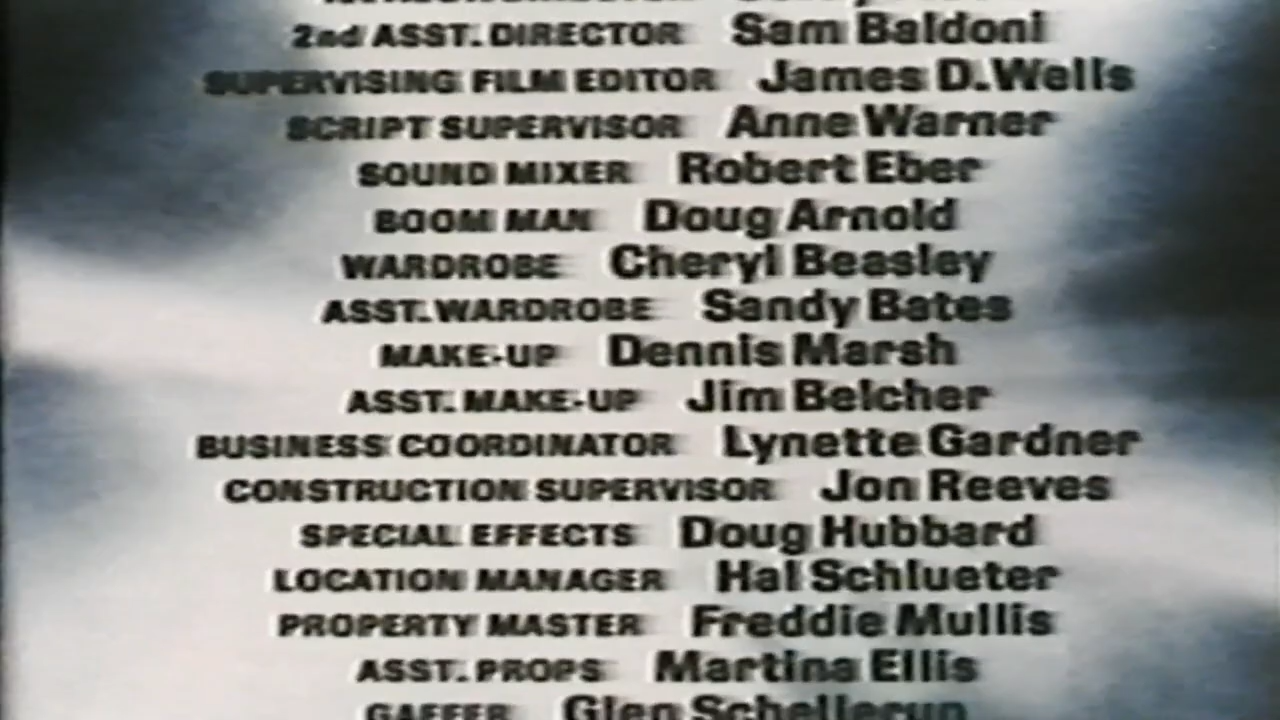 2nd ASST. DIRECTOR Sam Baldoni
SUPERVISING FILM EDITOR James D. Wells
SCRIPT SUPERVISOR Anne Warner
SOUND MIXER Robert Eber
BOOM MAN Doug Arnold
WARDROBE Cheryl Beasley
ASST. WARDROBE Sandy Bates
MAKE-UP Dennis Marsh
ASST. MAKE-UP Jim Belcher
BUSINESS COORDINATOR Lynette Gardner
CONSTRUCTION SUPERVISOR Jon Reeves
SPECIAL EFFECTS Doug Hubbard
LOCATION MANAGER Hal Schlueter
PROPERTY MASTER Freddie Mullis
ASST. PROPS Martina Ellis
GAFFER Glen Schellerup